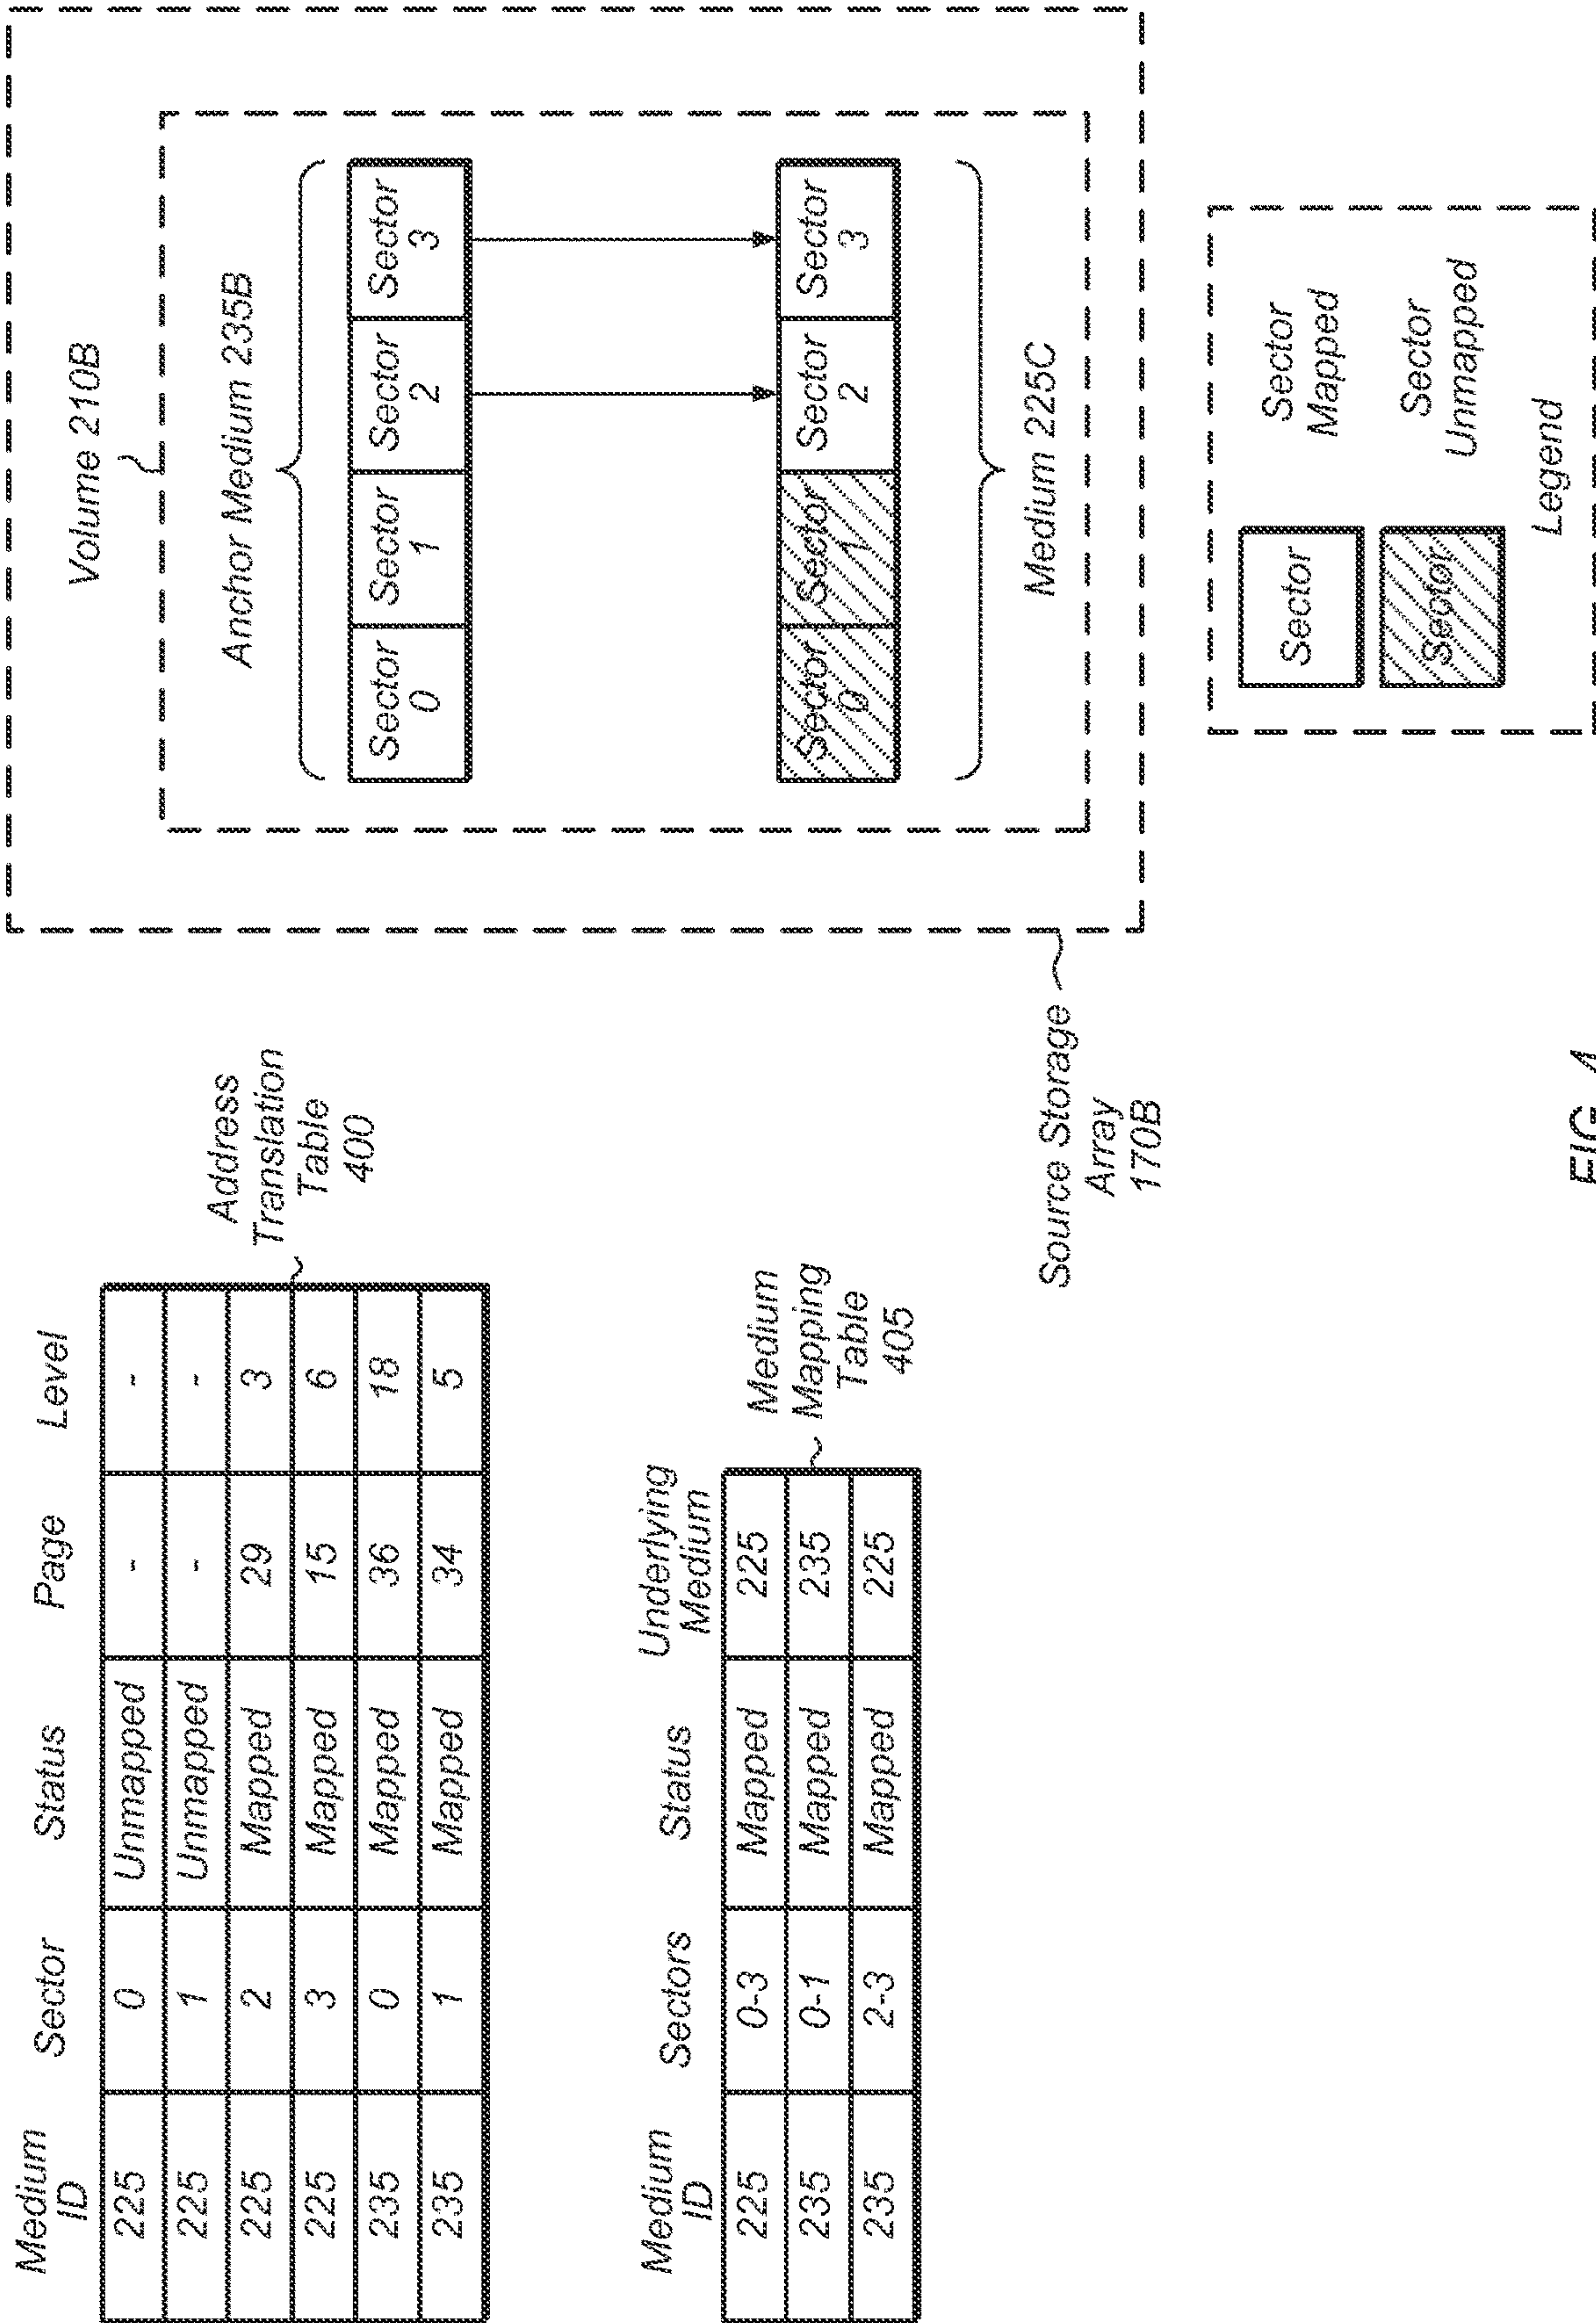 Medium
ID
Sector
Status
Page
Level
225 0 Unmapped - -
225 1 Unmapped - -
225 2 Mapped 29 3
225 3 Mapped 15 6
235 0 Mapped 36 18
235 1 Mapped 34 5
Address
Translation
Table
400
Medium
ID
Sectors
Status
Underlying
Medium
225 0-3 Mapped 225
235 0-1 Mapped 235
235 2-3 Mapped 225
Medium
Mapping
Table
405
Volume 210B
Anchor Medium 235B
Sector
0
Sector
1
Sector
2
Sector
3
Sector
0
Sector
1
Sector
2
Sector
3
Medium 225C
Source Storage
Array
170B
Sector
Sector
Mapped
Sector
Sector
Unmapped
Legend
FIG. 4